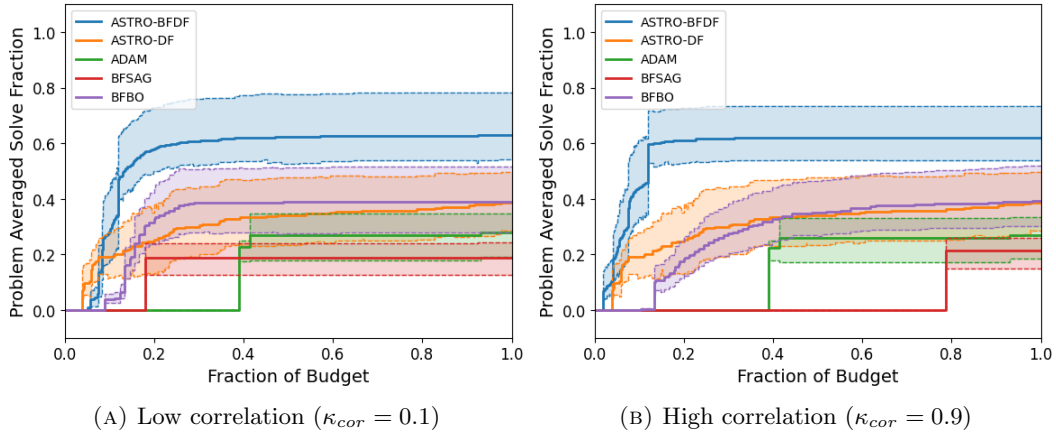 ASTRO-BFDF
ASTRO-DF
ADAM
BFSAG
BFBO
Problem Averaged Solve Fraction
1.0
0.8
0.6
0.4
0.2
0.0
0.0 0.2 0.4 0.6 0.8 1.0
Fraction of Budget
(A) Low correlation (κ_cor = 0.1)
ASTRO-BFDF
ASTRO-DF
ADAM
BFSAG
BFBO
Problem Averaged Solve Fraction
1.0
0.8
0.6
0.4
0.2
0.0
0.0 0.2 0.4 0.6 0.8 1.0
Fraction of Budget
(B) High correlation (κ_cor = 0.9)